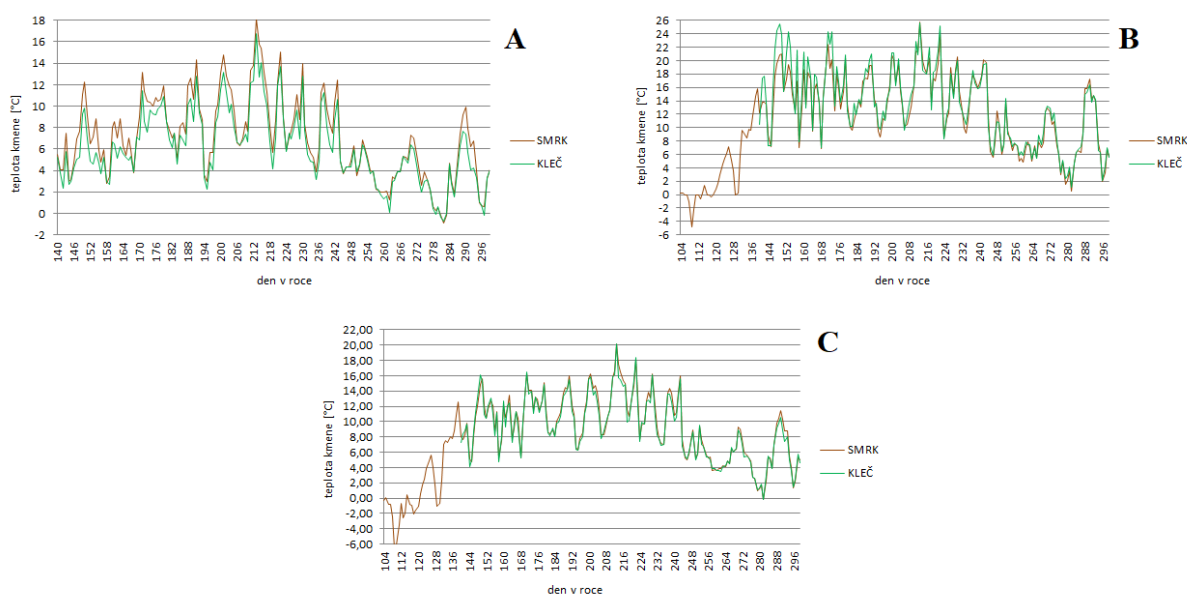 A
teplota kmene [°C]
18
16
14
12
10
8
6
4
2
0
-2
140 146 152 158 164 170 176 182 188 194 200 206 212 218 224 230 236 242 248 254 260 266 272 278 284 290 296
den v roce
SMRK
KLEČ
B
teplota kmene [°C]
26
24
22
20
18
16
14
12
10
8
6
4
2
0
-2
-4
-6
104 112 120 128 136 144 152 160 168 176 184 192 200 208 216 224 232 240 248 256 264 272 280 288 296
den v roce
SMRK
KLEČ
C
teplota kmene [°C]
22,00
20,00
18,00
16,00
14,00
12,00
10,00
8,00
6,00
4,00
2,00
0,00
-2,00
-4,00
-6,00
104 112 120 128 136 144 152 160 168 176 184 192 200 208 216 224 232 240 248 256 264 272 280 288 296
den v roce
SMRK
KLEČ